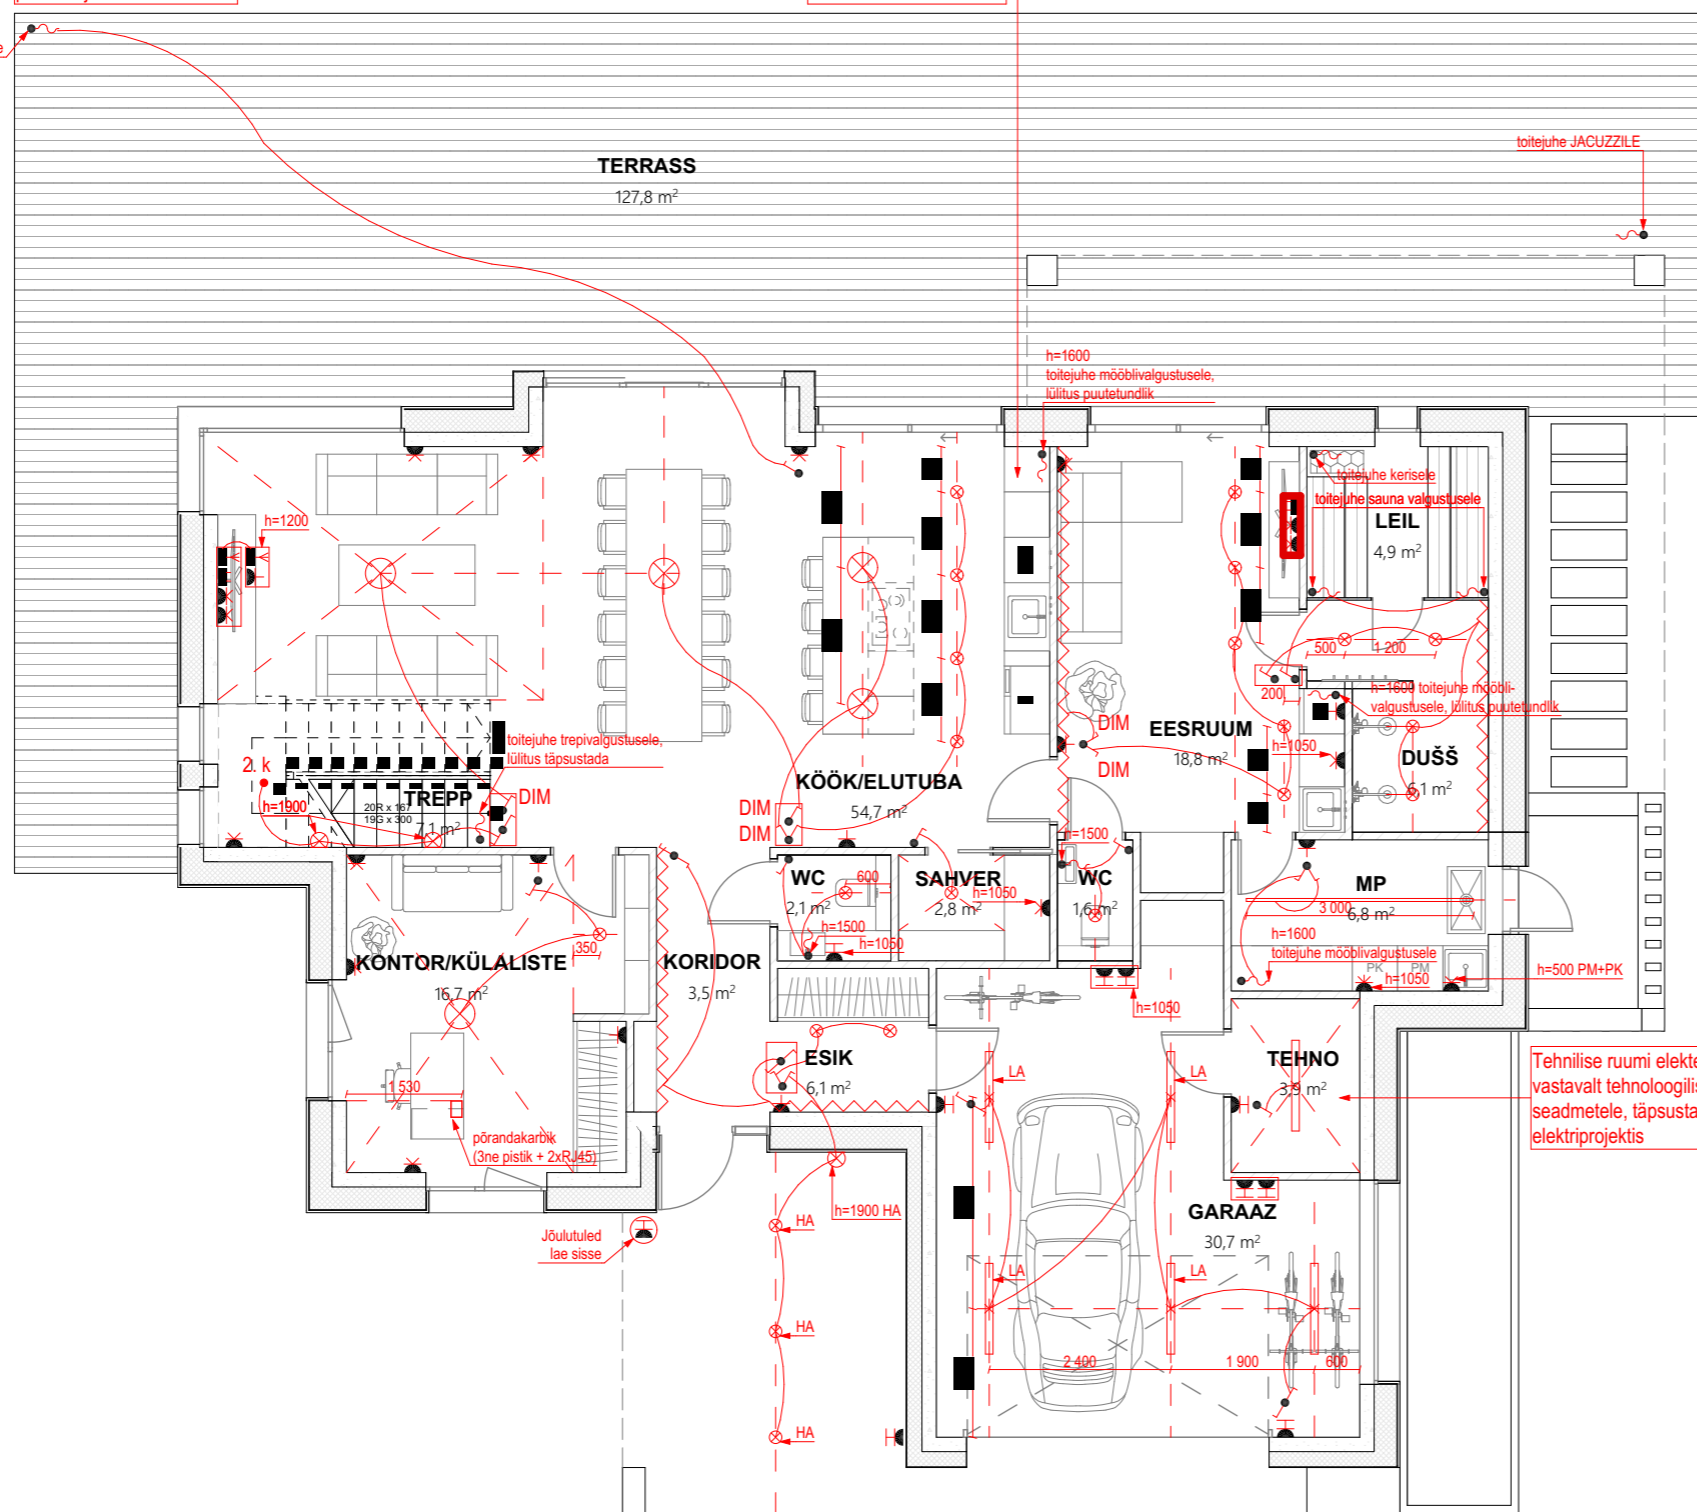 TERRASS
127,8 m²
toitejuhe JACUZZILE
h=1600
toitejuhe mööblivalgustusele,
lülitus puutetundlik
toitejuhe kerisele
toitejuhe sauna valgustusele
LEIL
4,9 m²
h=1200
500
1 200
200
h=1600 toitejuhe mööbli-
valgustusele, lülitus puutetundlik
DIM
EESRUUM
18,8 m²
h=1050
DIM
DUŠŠ
6,1 m²
toitejuhe trepivalgustusele,
lülitus täpsustada
2. k
KÖÖK/ELUTUBA
54,7 m²
TREPP
7,1 m²
h=1900
20R x 167
19G x 300
DIM
DIM
DIM
h=1500
WC
2,1 m²
600
SAHVER
2,8 m²
h=1050
WC
1,6 m²
MP
6,8 m²
3 000
h=1500
h=1050
h=1600
toitejuhe mööblivalgustusele
PK
PM
h=1050
h=500 PM+PK
KONTOR/KÜLALISTE
16,7 m²
350
KORIDOR
3,5 m²
h=1050
ESIK
6,1 m²
LA
LA
TEHNO
3,9 m²
Tehnilise ruumi elekt
vastavalt tehnoloogilis
seadmetele, täpsusta
elektriprojektis
1 530
põrandakarbik
(3ne pistik + 2xRJ45)
h=1900 HA
HA
Jõulutuled
lae sisse
GARAAZ
30,7 m²
LA
LA
HA
2 400
1 900
600
HA